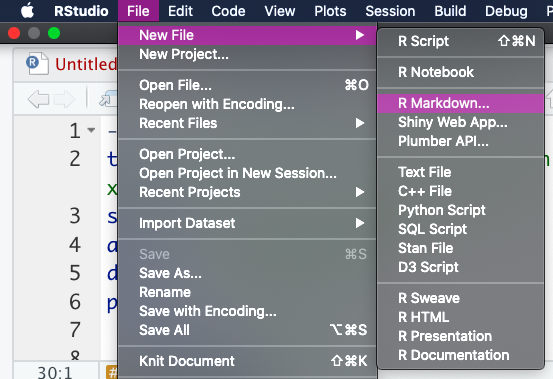 RStudio File Edit Code View Plots Session Build Debug
New File
New Project...
Open File... ⌘O
Reopen with Encoding...
Recent Files
Open Project...
Open Project in New Session...
Recent Projects
Import Dataset
Save ⌘S
Save As...
Rename
Save with Encoding...
Save All ⌥⌘S
Knit Document ⇧⌘K
R Script ⇧⌘N
R Notebook
R Markdown...
Shiny Web App...
Plumber API...
Text File
C++ File
Python Script
SQL Script
Stan File
D3 Script
R Sweave
R HTML
R Presentation
R Documentation
Untitled
1
2
3
4
5
6
7
8
30:1